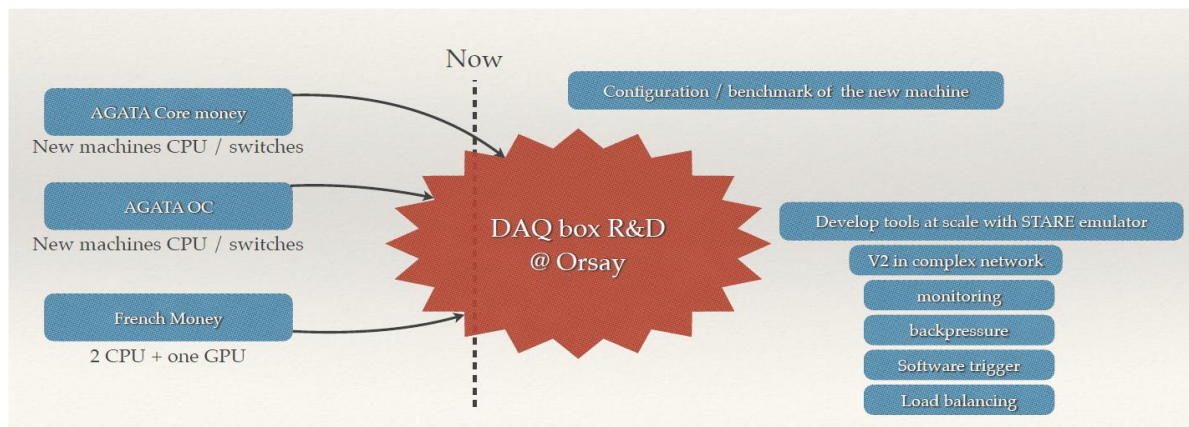 Now
Configuration / benchmark of the new machine
AGATA Core money
New machines CPU / switches
AGATA OC
New machines CPU / switches
French Money
2 CPU + one GPU
DAQ box R&D
@ Orsay
Develop tools at scale with STARE emulator
V2 in complex network
monitoring
backpressure
Software trigger
Load balancing